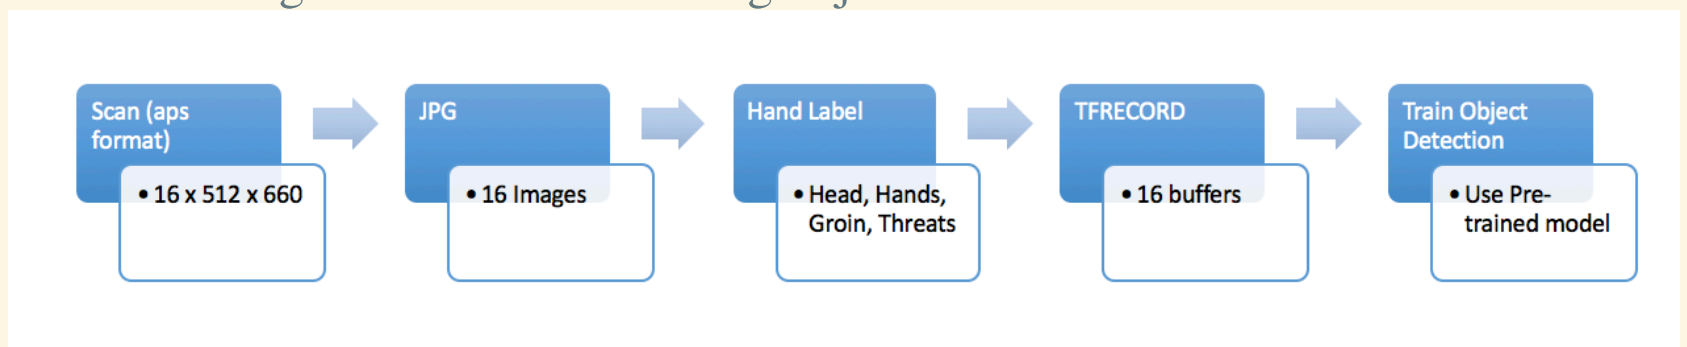 Scan (aps
format)
• 16 x 512 x 660
JPG
• 16 Images
Hand Label
• Head, Hands,
Groin, Threats
TFRECORD
• 16 buffers
Train Object
Detection
• Use Pre-
trained model